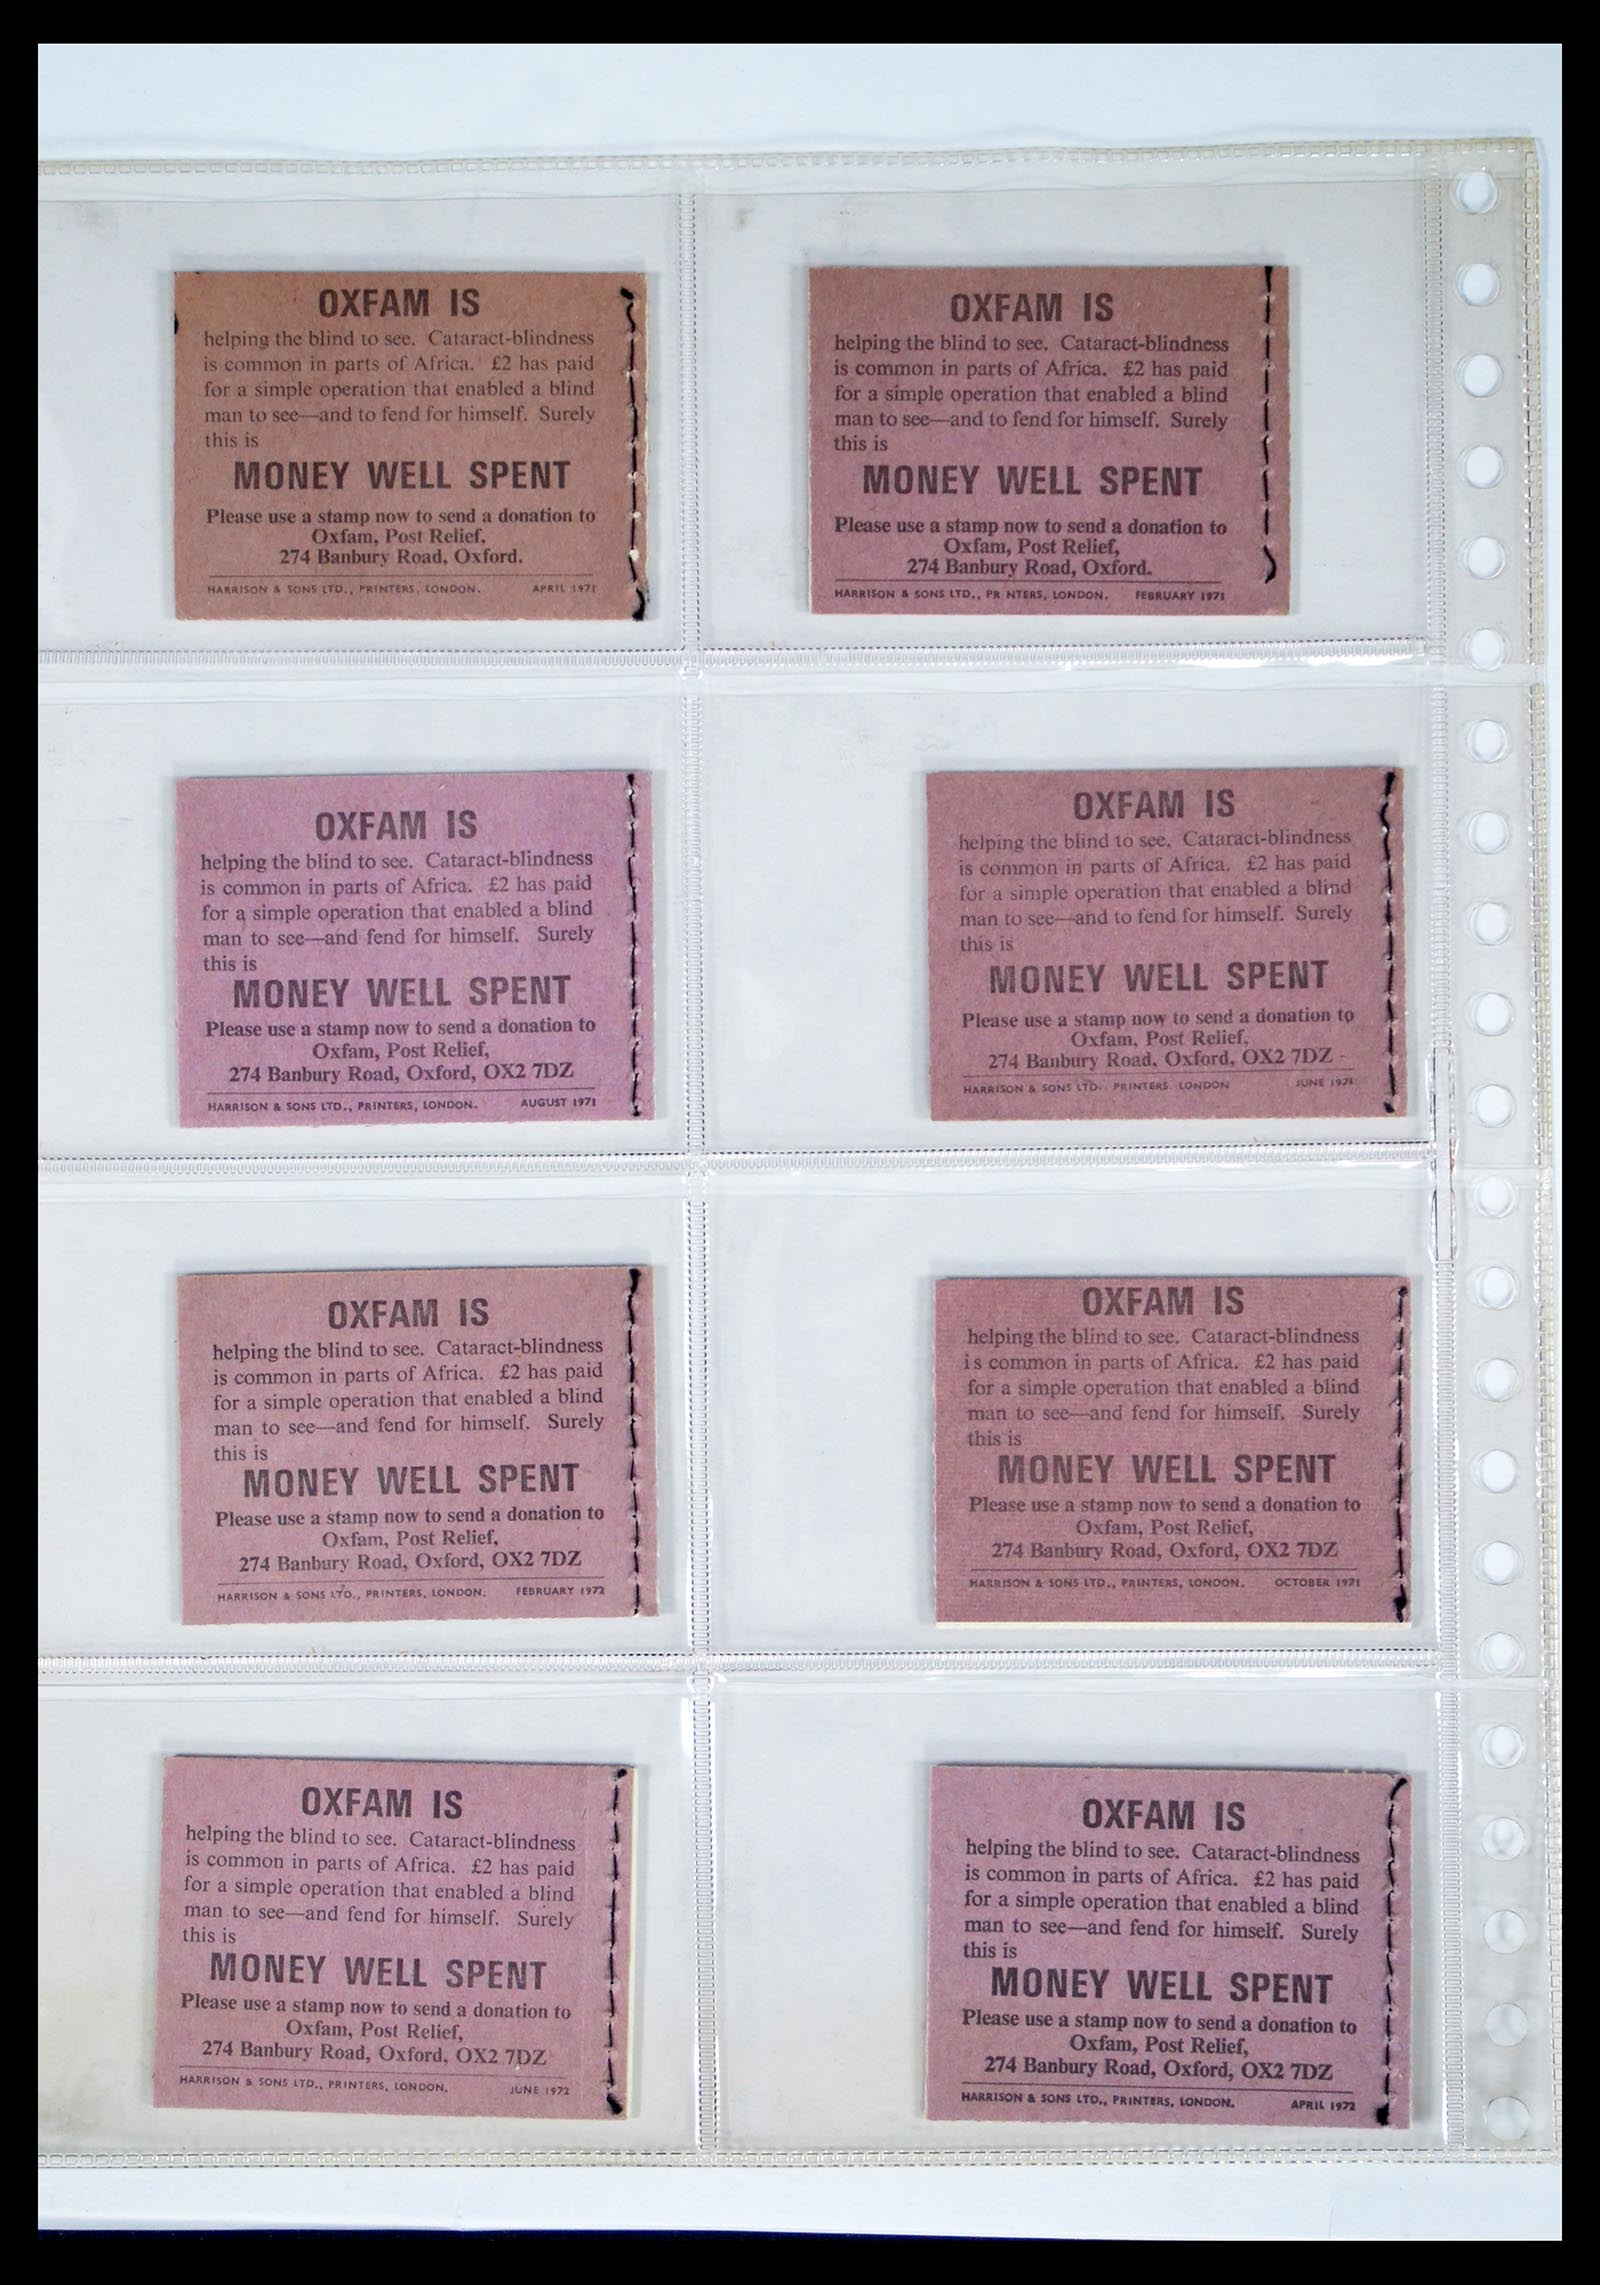 OXFAM IS
helping the blind to see. Cataract-blindness
is common in parts of Africa. £2 has paid
for a simple operation that enabled a blind
man to see—and to fend for himself. Surely
this is
MONEY WELL SPENT
Please use a stamp now to send a donation to
Oxfam, Post Relief,
274 Banbury Road, Oxford.
HARRISON & SONS LTD., PRINTERS, LONDON. APRIL 1971
OXFAM IS
helping the blind to see. Cataract-blindness
is common in parts of Africa. £2 has paid
for a simple operation that enabled a blind
man to see—and to fend for himself. Surely
this is
MONEY WELL SPENT
Please use a stamp now to send a donation to
Oxfam, Post Relief,
274 Banbury Road, Oxford.
HARRISON & SONS LTD., PR NTERS, LONDON. FEBRUARY 1971
OXFAM IS
helping the blind to see. Cataract-blindness
is common in parts of Africa. £2 has paid
for a simple operation that enabled a blind
man to see—and fend for himself. Surely
this is
MONEY WELL SPENT
Please use a stamp now to send a donation to
Oxfam, Post Relief,
274 Banbury Road, Oxford, OX2 7DZ
HARRISON & SONS LTD., PRINTERS, LONDON. AUGUST 1971
OXFAM IS
helping the blind to see. Cataract-blindness
is common in parts of Africa. £2 has paid
for a simple operation that enabled a blind
man to see—and to fend for himself. Surely
this is
MONEY WELL SPENT
Please use a stamp now to send a donation to
Oxfam, Post Relief,
274 Banbury Road, Oxford, OX2 7DZ
HARRISON & SONS LTD. PRINTERS LONDON JUNE 1971
OXFAM IS
helping the blind to see. Cataract-blindness
is common in parts of Africa. £2 has paid
for a simple operation that enabled a blind
man to see—and fend for himself. Surely
this is
MONEY WELL SPENT
Please use a stamp now to send a donation to
Oxfam, Post Relief,
274 Banbury Road, Oxford, OX2 7DZ
HARRISON & SONS LTD., PRINTERS, LONDON. FEBRUARY 1972
OXFAM IS
helping the blind to see. Cataract-blindness
is common in parts of Africa. £2 has paid
for a simple operation that enabled a blind
man to see—and fend for himself. Surely
this is
MONEY WELL SPENT
Please use a stamp now to send a donation to
Oxfam, Post Relief,
274 Banbury Road, Oxford, OX2 7DZ
HARRISON & SONS LTD., PRINTERS, LONDON. OCTOBER 1971
OXFAM IS
helping the blind to see. Cataract-blindness
is common in parts of Africa. £2 has paid
for a simple operation that enabled a blind
man to see—and fend for himself. Surely
this is
MONEY WELL SPENT
Please use a stamp now to send a donation to
Oxfam, Post Relief,
274 Banbury Road, Oxford, OX2 7DZ
HARRISON & SONS LTD., PRINTERS, LONDON. JUNE 1972
OXFAM IS
helping the blind to see. Cataract-blindness
is common in parts of Africa. £2 has paid
for a simple operation that enabled a blind
man to see—and fend for himself. Surely
this is
MONEY WELL SPENT
Please use a stamp now to send a donation to
Oxfam, Post Relief,
274 Banbury Road, Oxford, OX2 7DZ
HARRISON & SONS LTD., PRINTERS, LONDON. APRIL 1972